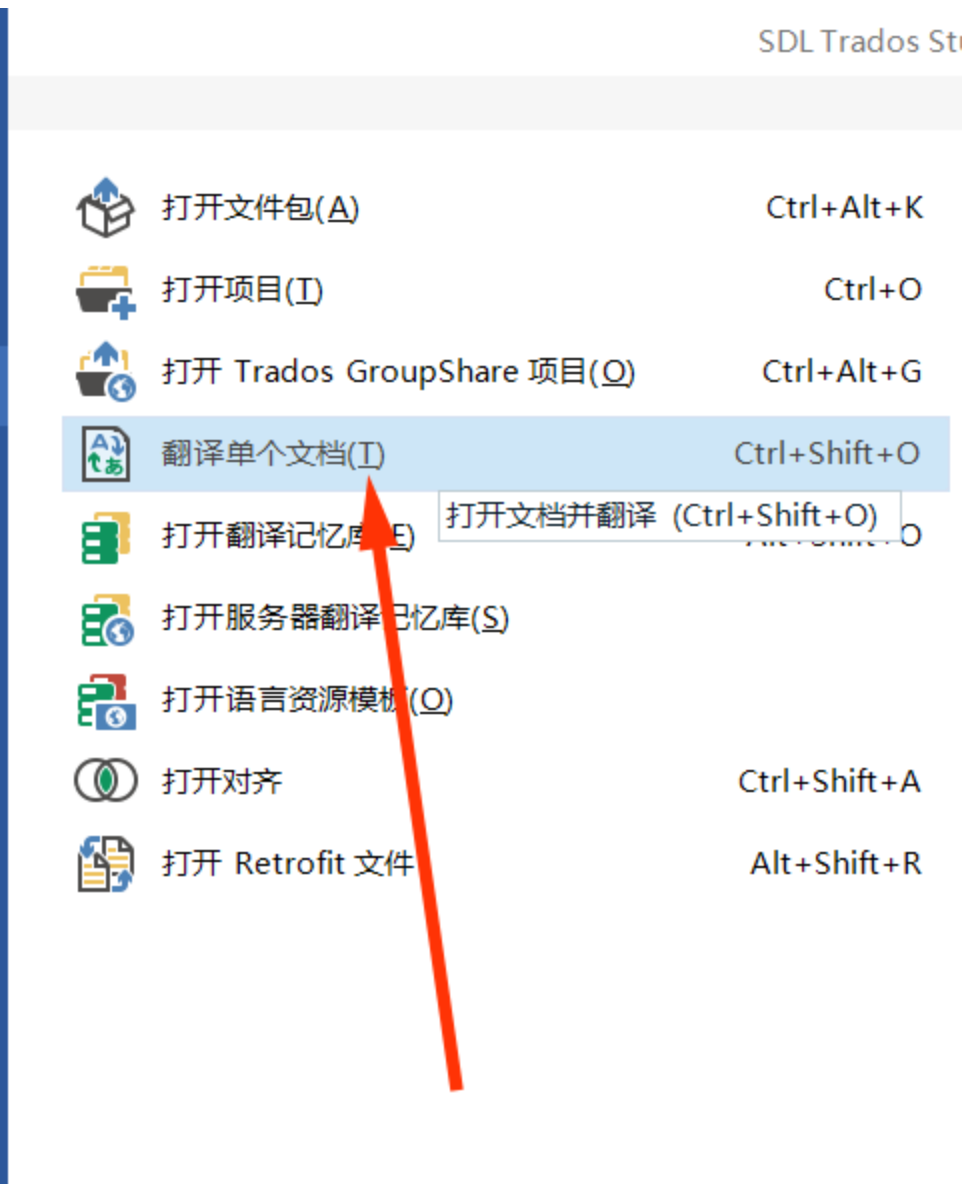 SDL Trados
打开文件包(A) Ctrl+Alt+K
打开项目(T) Ctrl+O
打开 Trados GroupShare 项目(O) Ctrl+Alt+G
翻译单个文档(T) Ctrl+Shift+O
打开文档并翻译 (Ctrl+Shift+O)
打开翻译记忆库
打开服务器翻译记忆库(S)
打开语言资源模板(O)
打开对齐 Ctrl+Shift+A
打开 Retrofit 文件 Alt+Shift+R